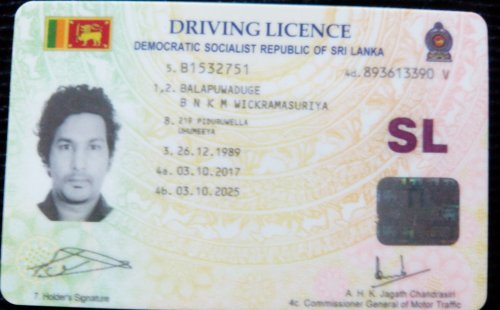 DRIVING LICENCE
DEMOCRATIC SOCIALIST REPUBLIC OF SRI LANKA
5. B1532751
4d. 893613390 V
1,2. BALAPUWADUGE
B N K M WICKRAMASURIYA
8. 219 PIDURUWELLA
UHUMEEYA
SL
3. 26.12.1989
4a. 03.10.2017
4b. 03.10.2025
7. Holder's Signature
A. H. K. Jagath Chandrasiri
4c. Commissioner General of Motor Traffic